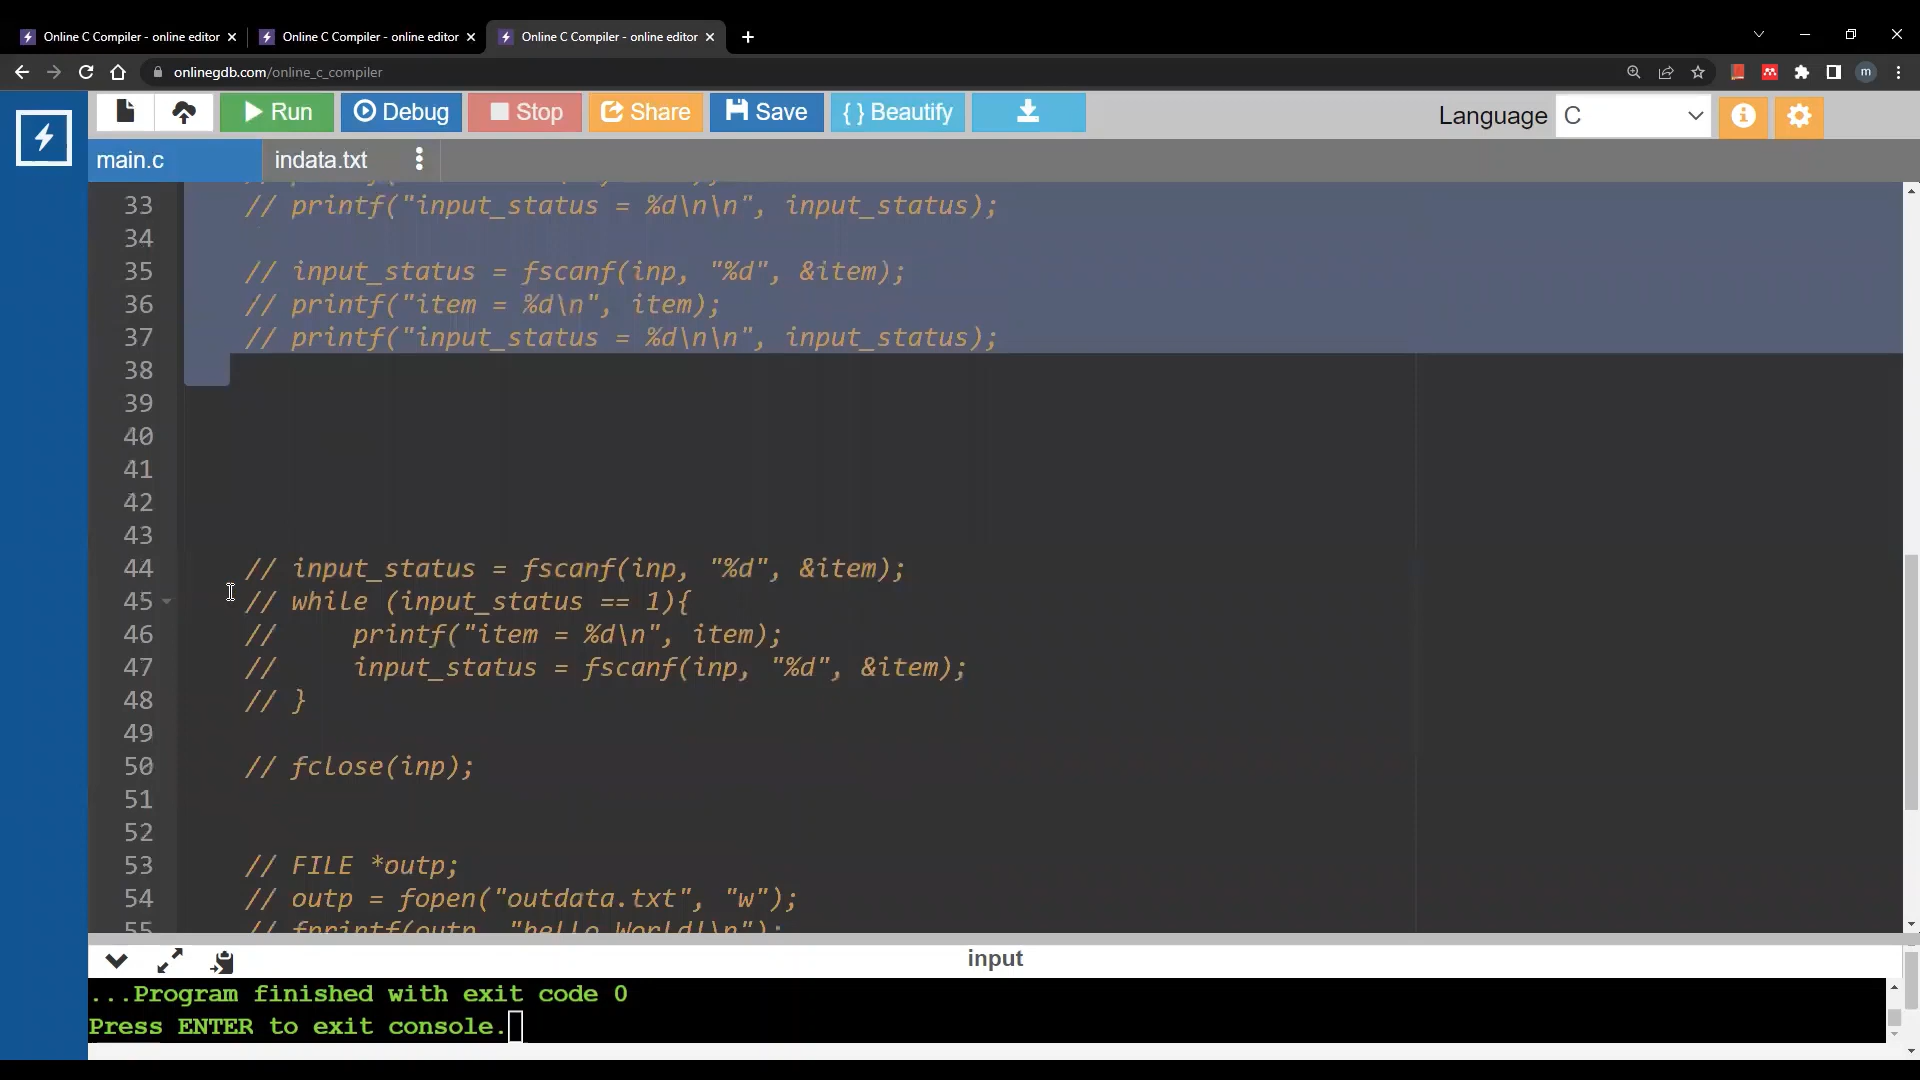 Online C Compiler - online editor
Online C Compiler - online editor
Online C Compiler - online editor
onlinegdb.com/online_c_compiler
m
Run
Debug
Stop
Share
Save
{ } Beautify
Language
C
main.c
indata.txt
33 // printf("input_status = %d\n\n", input_status);
34
35 // input_status = fscanf(inp, "%d", &item);
36 // printf("item = %d\n", item);
37 // printf("input_status = %d\n\n", input_status);
38
39
40
41
42
43
44 // input_status = fscanf(inp, "%d", &item);
45 // while (input_status == 1){
46 //     printf("item = %d\n", item);
47 //     input_status = fscanf(inp, "%d", &item);
48 // }
49
50 // fclose(inp);
51
52
53 // FILE *outp;
54 // outp = fopen("outdata.txt", "w");
55 // fprintf(outp, "hello World!\n");
input
...Program finished with exit code 0
Press ENTER to exit console.